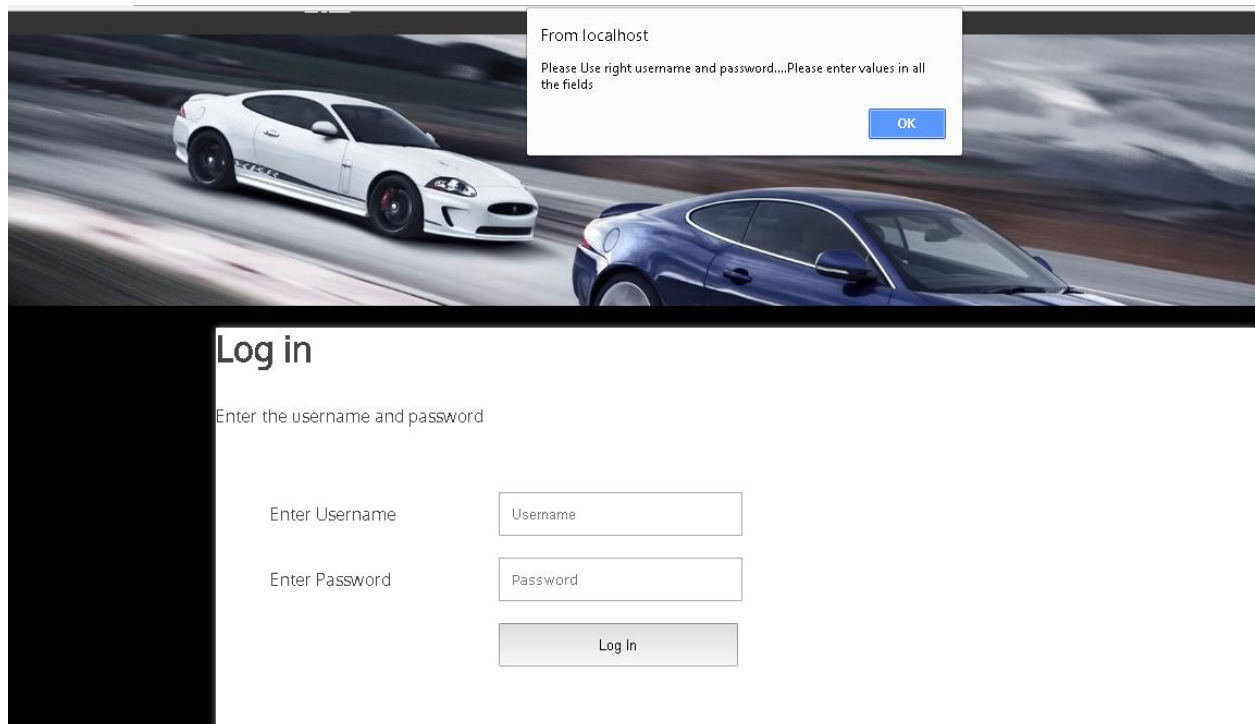 From localhost
Please Use right username and password....Please enter values in all
the fields
OK
Log in
Enter the username and password
Enter Username
Username
Enter Password
Password
Log In